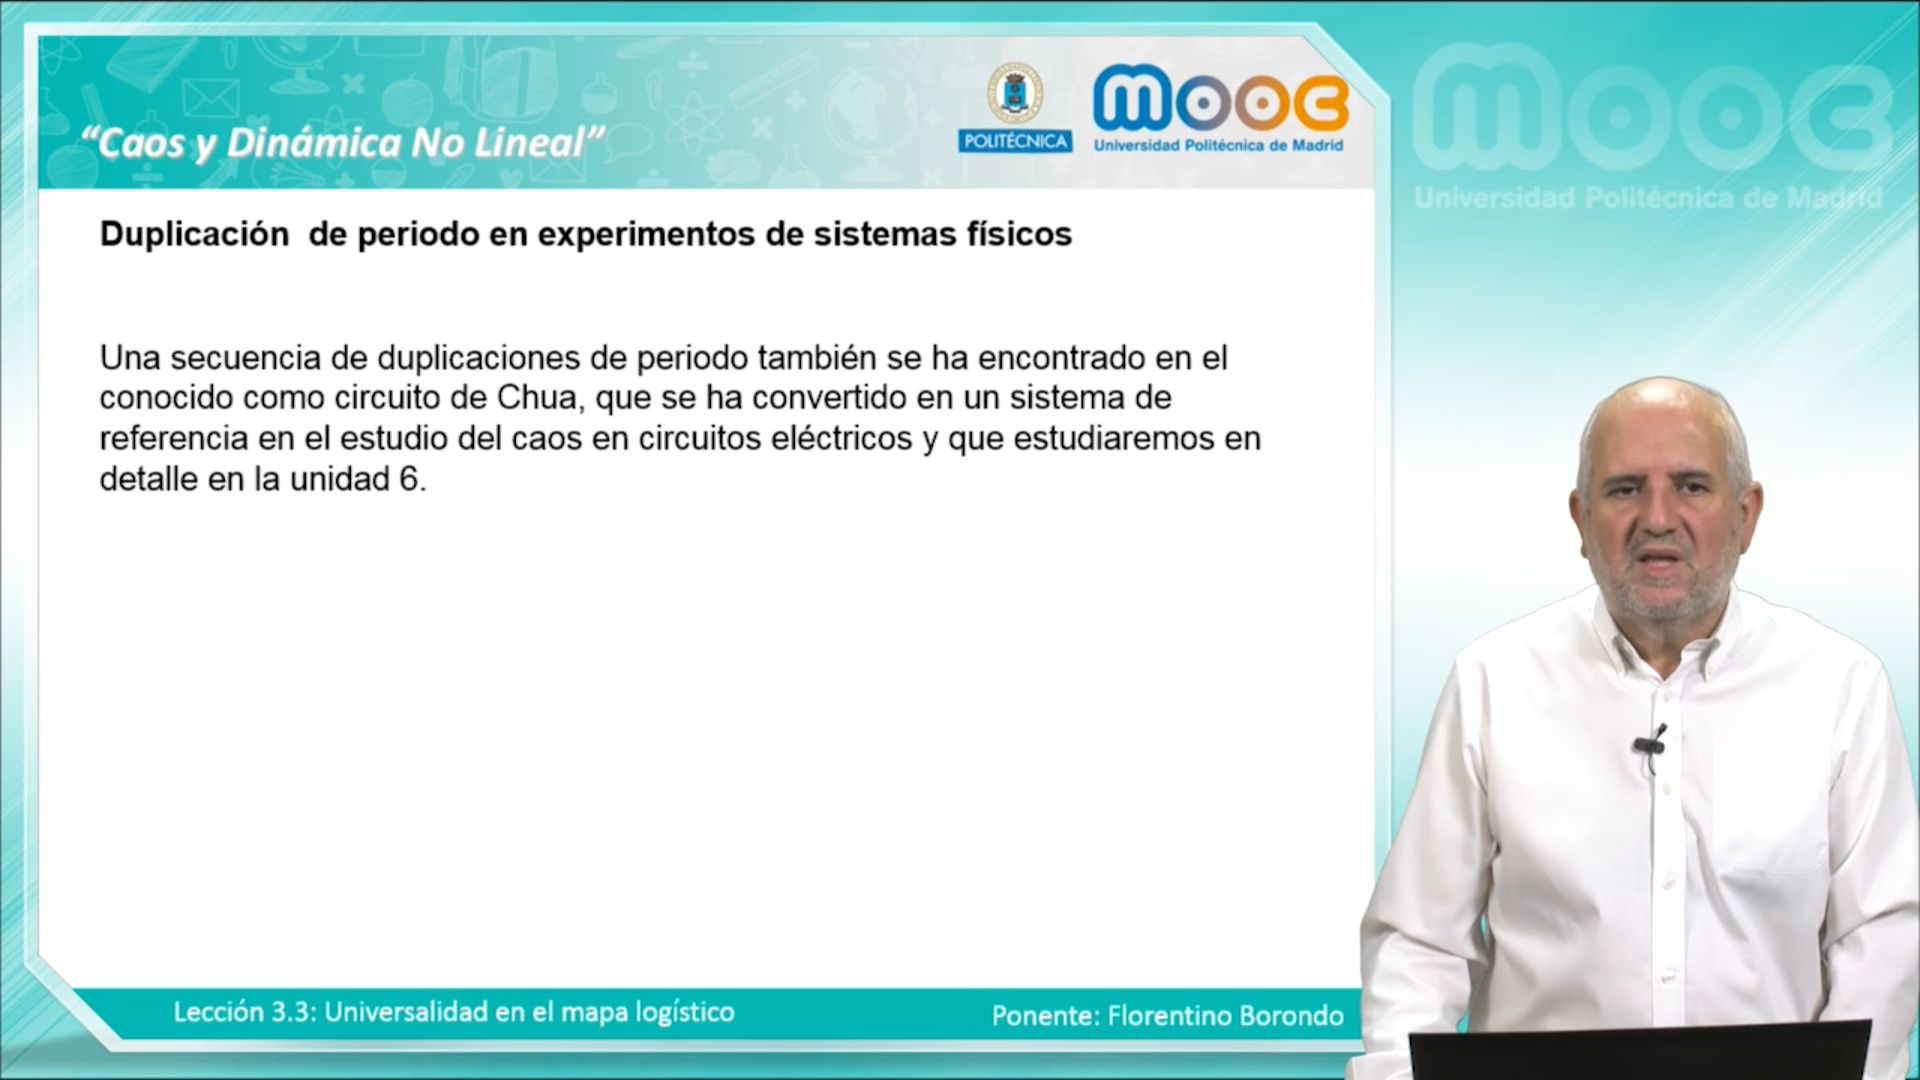 “Caos y Dinámica No Lineal”
POLITÉCNICA
mooc
Universidad Politécnica de Madrid
mooc
Universidad Politécnica de Madrid
Duplicación de periodo en experimentos de sistemas físicos
Una secuencia de duplicaciones de periodo también se ha encontrado en el
conocido como circuito de Chua, que se ha convertido en un sistema de
referencia en el estudio del caos en circuitos eléctricos y que estudiaremos en
detalle en la unidad 6.
Lección 3.3: Universalidad en el mapa logístico
Ponente: Florentino Borondo